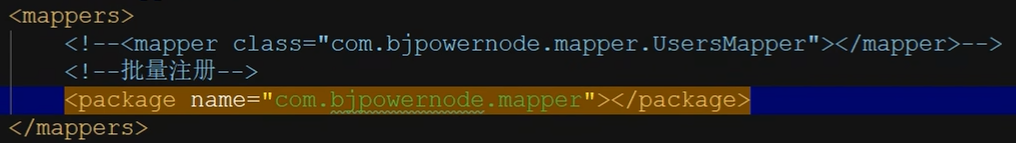 <mappers>
<!--<mapper class="com.bjpowernode.mapper.UsersMapper"></mapper>-->
<!--批量注册-->
<package name="com.bjpowernode.mapper"></package>
</mappers>